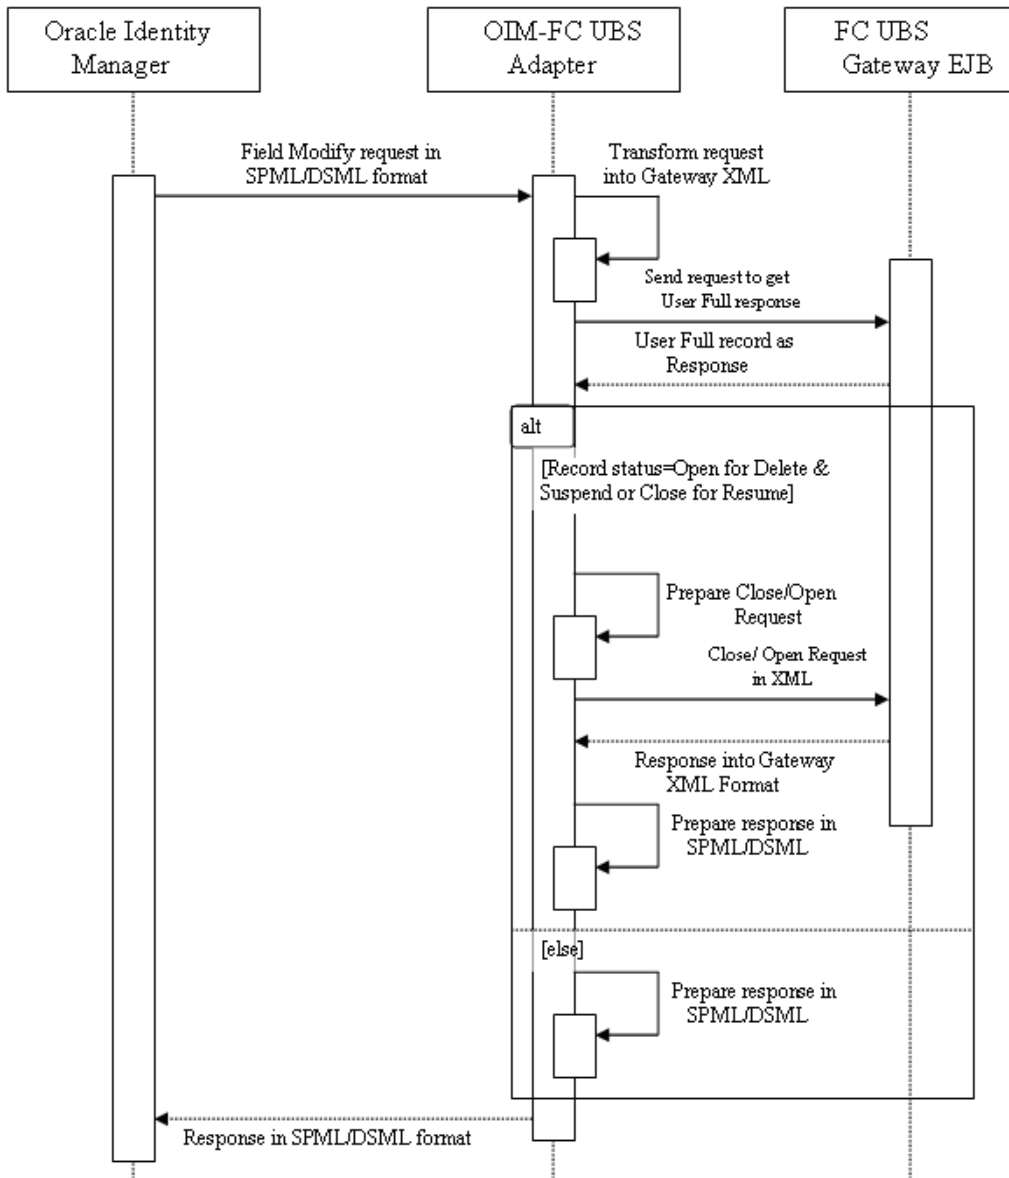 Oracle Identity
Manager
OIM-FC UBS
Adapter
FC UBS
Gateway EJB
Field Modify request in
SPML/DSML format
Transform request
into Gateway XML
Send request to get
User Full response
User Full record as
Response
alt
[Record status=Open for Delete &
Suspend or Close for Resume]
Prepare Close/Open
Request
Close/ Open Request
in XML
Response into Gateway
XML Format
Prepare response in
SPML/DSML
[else]
Prepare response in
SPML/DSML
Response in SPML/DSML format